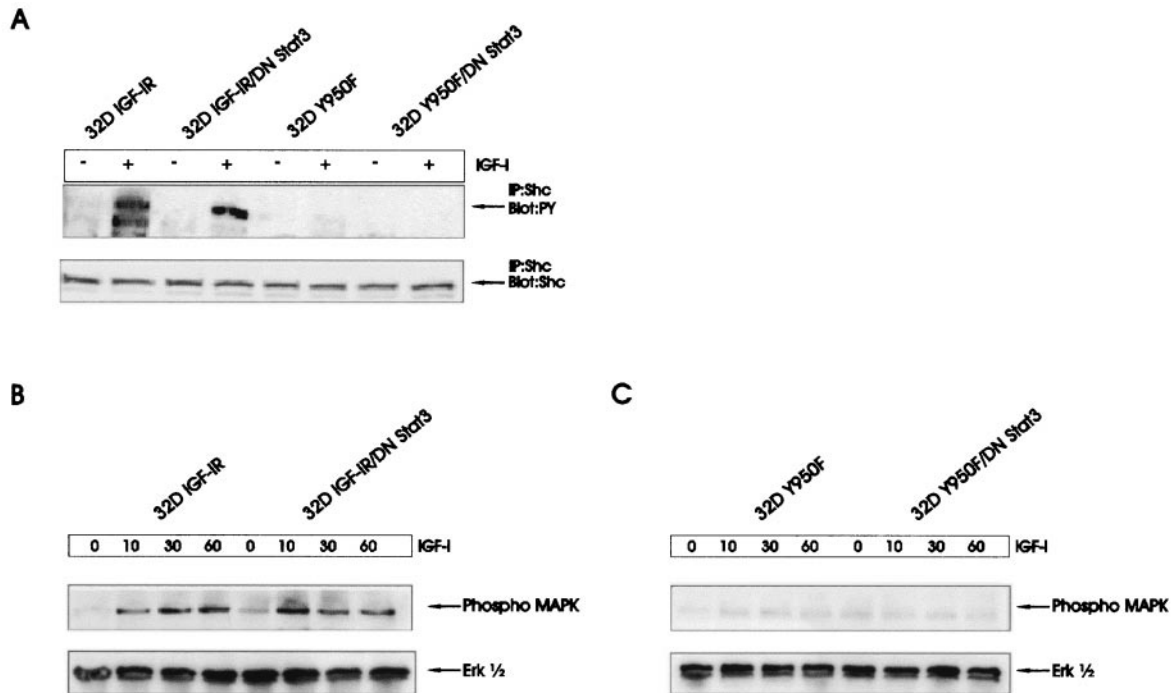 A
32D IGF-IR
32D IGF-IR/DN Stat3
32D Y950F
32D Y950F/DN Stat3
- + - + - + - + IGF-I
IP:Shc
Blot:PY
IP:Shc
Blot:Shc
B
32D IGF-IR
32D IGF-IR/DN Stat3
0 10 30 60 0 10 30 60 IGF-I
Phospho MAPK
Erk ½
C
32D Y950F
32D Y950F/DN Stat3
0 10 30 60 0 10 30 60 IGF-I
Phospho MAPK
Erk ½